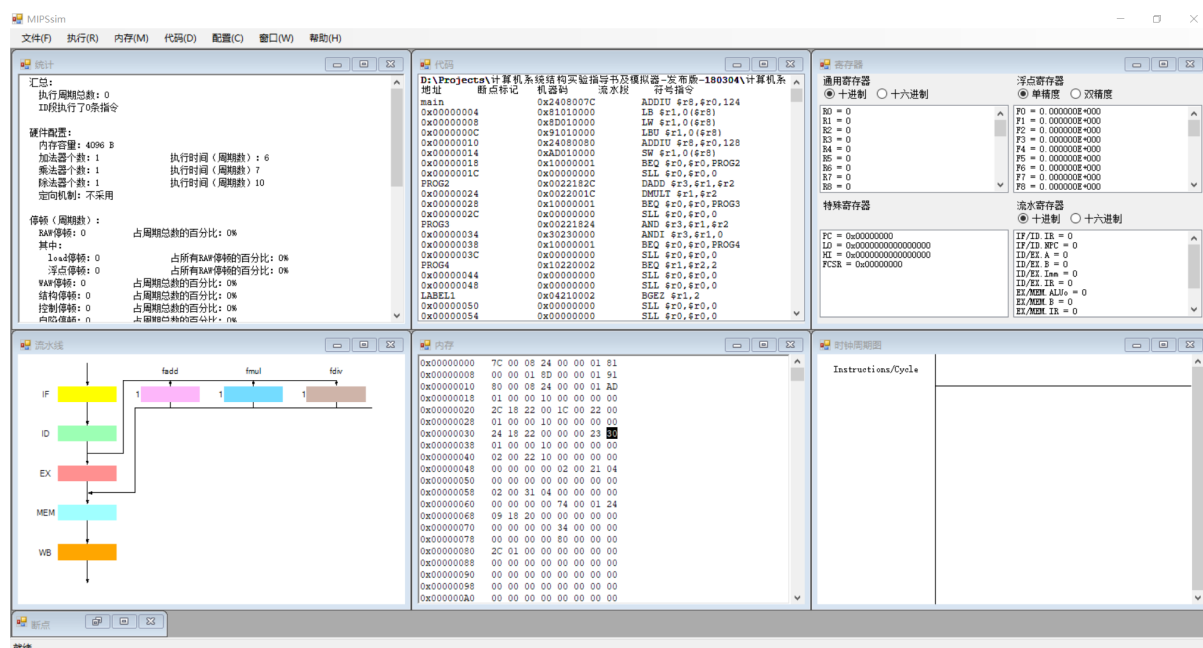 MIPSsim
文件(F) 执行(R) 内存(M) 代码(D) 配置(C) 窗口(W) 帮助(H)
统计
汇总:
执行周期总数: 0
ID段执行了0条指令
硬件配置:
内存容量: 4096 B
加法器个数: 1 执行时间(周期数): 6
乘法器个数: 1 执行时间(周期数) 7
除法器个数: 1 执行时间(周期数) 10
定向机制: 不采用
停顿(周期数):
RAW停顿: 0 占周期总数的百分比: 0%
其中:
load停顿: 0 占所有RAW停顿的百分比: 0%
浮点停顿: 0 占所有RAW停顿的百分比: 0%
WAW停顿: 0 占周期总数的百分比: 0%
结构停顿: 0 占周期总数的百分比: 0%
控制停顿: 0 占周期总数的百分比: 0%
自陷停顿: 0 占周期总数的百分比: 0%
代码
D:\Projects\计算机系统结构实验指导书及模拟器-发布版-180304\计算机系
地址 断点标记 机器码 流水段 符号指令
main 0x2408007C ADDIU $r8,$r0,124
0x00000004 0x81010000 LB $r1,0($r8)
0x00000008 0x8D010000 LW $r1,0($r8)
0x0000000C 0x91010000 LBU $r1,0($r8)
0x00000010 0x24080080 ADDIU $r8,$r0,128
0x00000014 0xAD010000 SW $r1,0($r8)
0x00000018 0x10000001 BEQ $r0,$r0,PROG2
0x0000001C 0x00000000 SLL $r0,$r0,0
PROG2 0x0022182C DADD $r3,$r1,$r2
0x00000024 0x0022001C DMULT $r1,$r2
0x00000028 0x10000001 BEQ $r0,$r0,PROG3
0x0000002C 0x00000000 SLL $r0,$r0,0
PROG3 0x00221824 AND $r3,$r1,$r2
0x00000034 0x30230000 ANDI $r3,$r1,0
0x00000038 0x10000001 BEQ $r0,$r0,PROG4
0x0000003C 0x00000000 SLL $r0,$r0,0
PROG4 0x10220002 BEQ $r1,$r2,2
0x00000044 0x00000000 SLL $r0,$r0,0
0x00000048 0x00000000 SLL $r0,$r0,0
LABEL1 0x04210002 BGEZ $r1,2
0x00000050 0x00000000 SLL $r0,$r0,0
0x00000054 0x00000000 SLL $r0,$r0,0
寄存器
通用寄存器
十进制 十六进制
R0 = 0
R1 = 0
R2 = 0
R3 = 0
R4 = 0
R5 = 0
R6 = 0
R7 = 0
R8 = 0
浮点寄存器
单精度 双精度
F0 = 0.000000E+000
F1 = 0.000000E+000
F2 = 0.000000E+000
F3 = 0.000000E+000
F4 = 0.000000E+000
F5 = 0.000000E+000
F6 = 0.000000E+000
F7 = 0.000000E+000
F8 = 0.000000E+000
特殊寄存器
PC = 0x00000000
LO = 0x0000000000000000
HI = 0x0000000000000000
FCSR = 0x00000000
流水寄存器
十进制 十六进制
IF/ID.IR = 0
IF/ID.NPC = 0
ID/EX.A = 0
ID/EX.B = 0
ID/EX.Imm = 0
ID/EX.IR = 0
EX/MEM.ALUo = 0
EX/MEM.B = 0
EX/MEM.IR = 0
流水线
fadd fmul fdiv
IF 1 1 1
ID
EX
MEM
WB
内存
0x00000000 7C 00 08 24 00 00 01 81
0x00000008 00 00 01 8D 00 00 01 91
0x00000010 80 00 08 24 00 00 01 AD
0x00000018 01 00 00 10 00 00 00 00
0x00000020 2C 18 22 00 1C 00 22 00
0x00000028 01 00 00 10 00 00 00 00
0x00000030 24 18 22 00 00 00 23 30
0x00000038 01 00 00 10 00 00 00 00
0x00000040 02 00 22 10 00 00 00 00
0x00000048 00 00 00 00 02 00 21 04
0x00000050 00 00 00 00 00 00 00 00
0x00000058 02 00 31 04 00 00 00 00
0x00000060 00 00 00 00 74 00 01 24
0x00000068 09 18 20 00 00 00 00 00
0x00000070 00 00 00 00 34 00 00 00
0x00000078 00 00 00 00 80 00 00 00
0x00000080 2C 01 00 00 00 00 00 00
0x00000088 00 00 00 00 00 00 00 00
0x00000090 00 00 00 00 00 00 00 00
0x00000098 00 00 00 00 00 00 00 00
0x000000A0 00 00 00 00 00 00 00 00
时钟周期图
Instructions/Cycle
断点
就绪